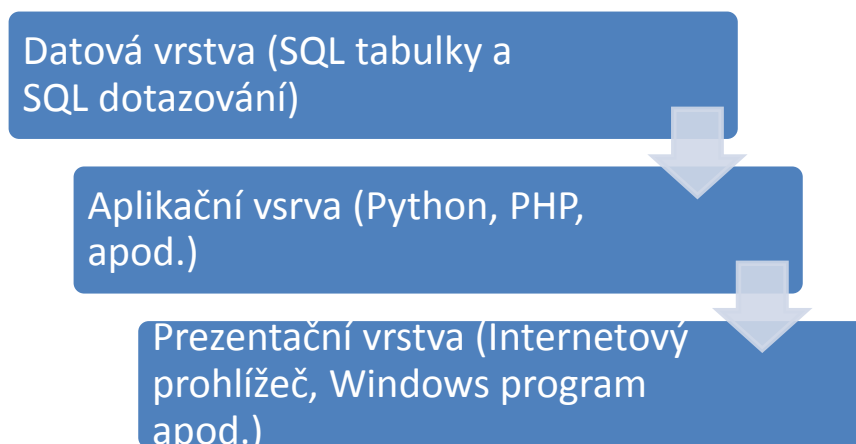 Datová vrstva (SQL tabulky a
SQL dotazování)
Aplikační vsrva (Python, PHP,
apod.)
Prezentační vrstva (Internetový
prohlížeč, Windows program
apod.)